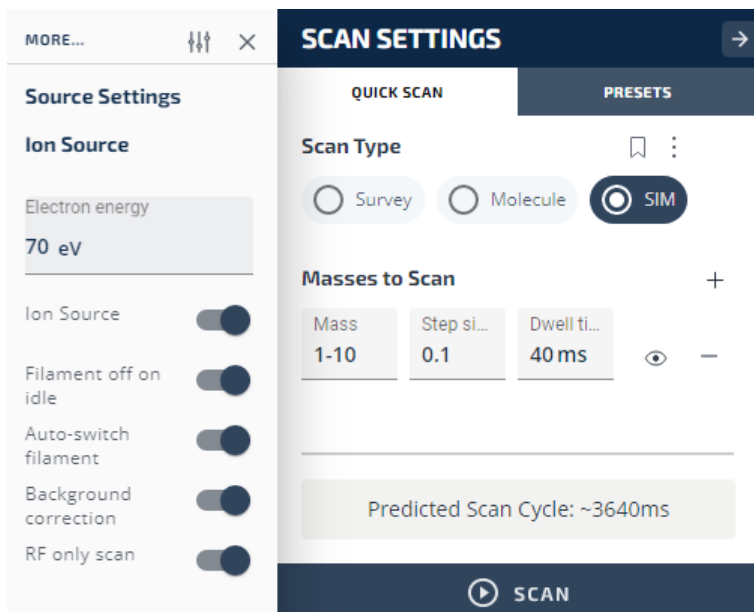 MORE...
Source Settings
Ion Source
Electron energy
70 eV
Ion Source
Filament off on
idle
Auto-switch
filament
Background
correction
RF only scan
SCAN SETTINGS
QUICK SCAN
PRESETS
Scan Type
Survey
Molecule
SIM
Masses to Scan
Mass
Step si...
Dwell ti...
1-10
0.1
40 ms
Predicted Scan Cycle: ~3640ms
SCAN